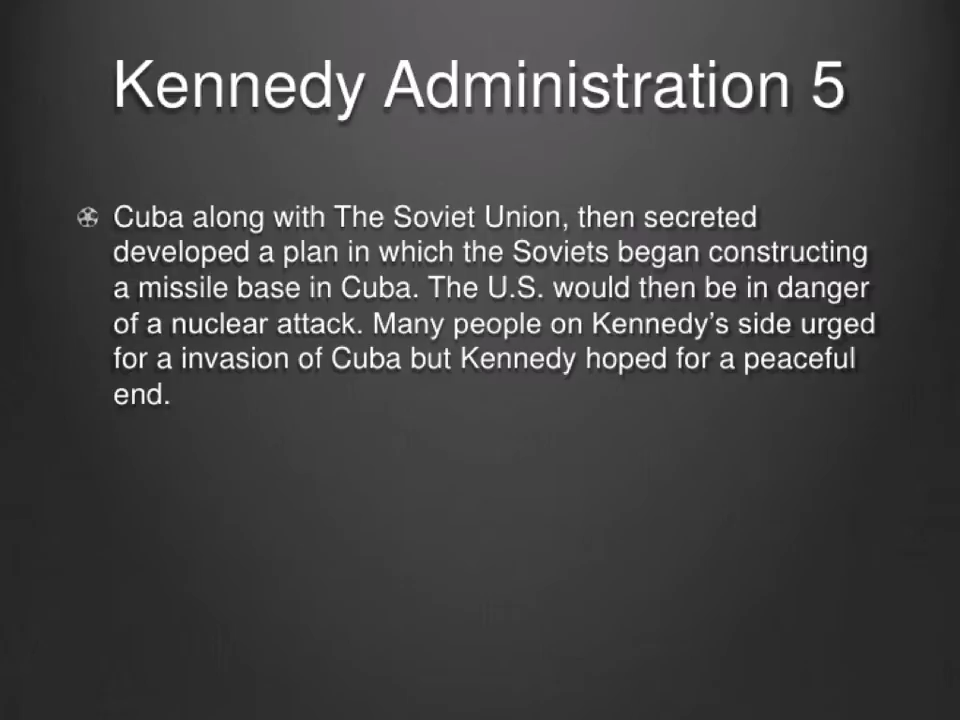 Kennedy Administration 5
Cuba along with The Soviet Union, then secreted
developed a plan in which the Soviets began constructing
a missile base in Cuba. The U.S. would then be in danger
of a nuclear attack. Many people on Kennedy’s side urged
for a invasion of Cuba but Kennedy hoped for a peaceful
end.